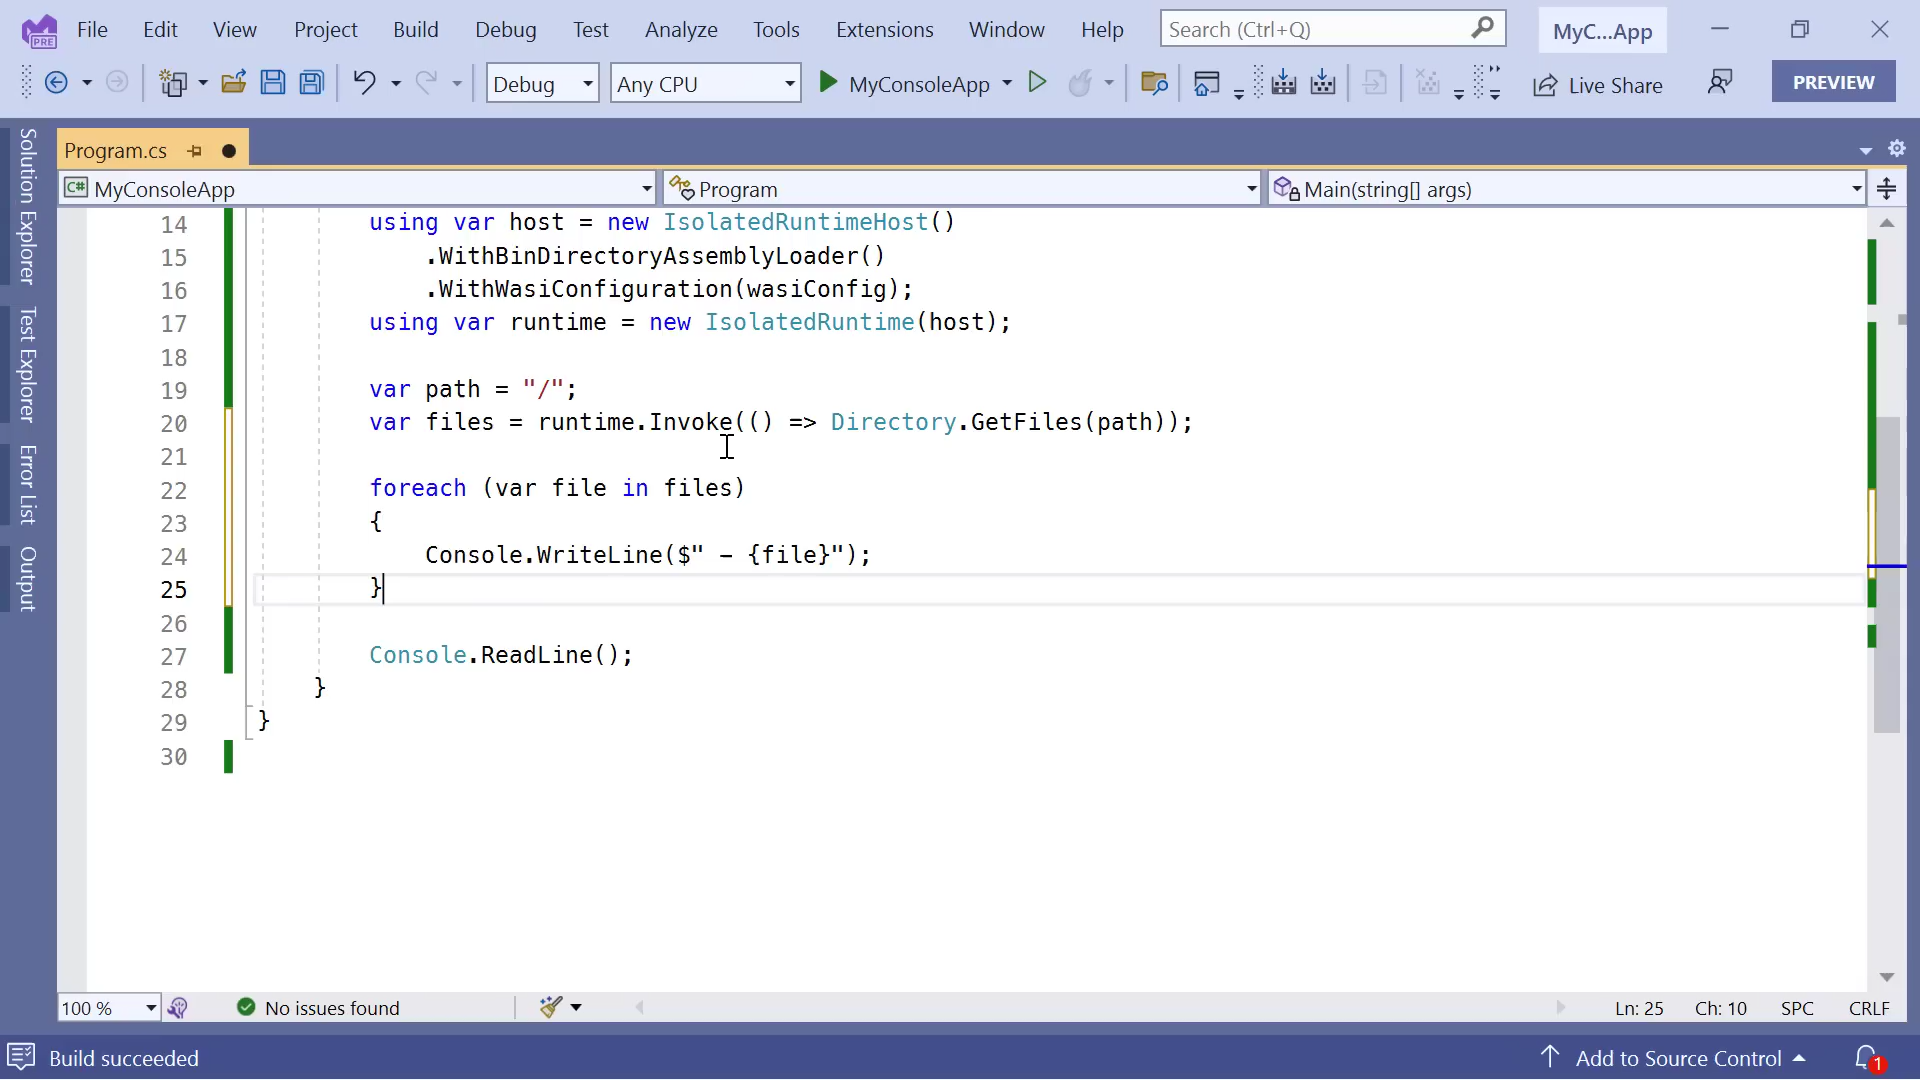 File Edit View Project Build Debug Test Analyze Tools Extensions Window Help Search (Ctrl+Q) MyC...App
PRE
Debug Any CPU MyConsoleApp Live Share PREVIEW
Solution Explorer
Test Explorer
Error List
Output
Program.cs
C# MyConsoleApp Program Main(string[] args)
14 using var host = new IsolatedRuntimeHost()
15 .WithBinDirectoryAssemblyLoader()
16 .WithWasiConfiguration(wasiConfig);
17 using var runtime = new IsolatedRuntime(host);
18
19 var path = "/";
20 var files = runtime.Invoke(() => Directory.GetFiles(path));
21
22 foreach (var file in files)
23 {
24 Console.WriteLine($" - {file}");
25 }
26
27 Console.ReadLine();
28 }
29 }
30
100 % No issues found Ln: 25 Ch: 10 SPC CRLF
Build succeeded Add to Source Control 1